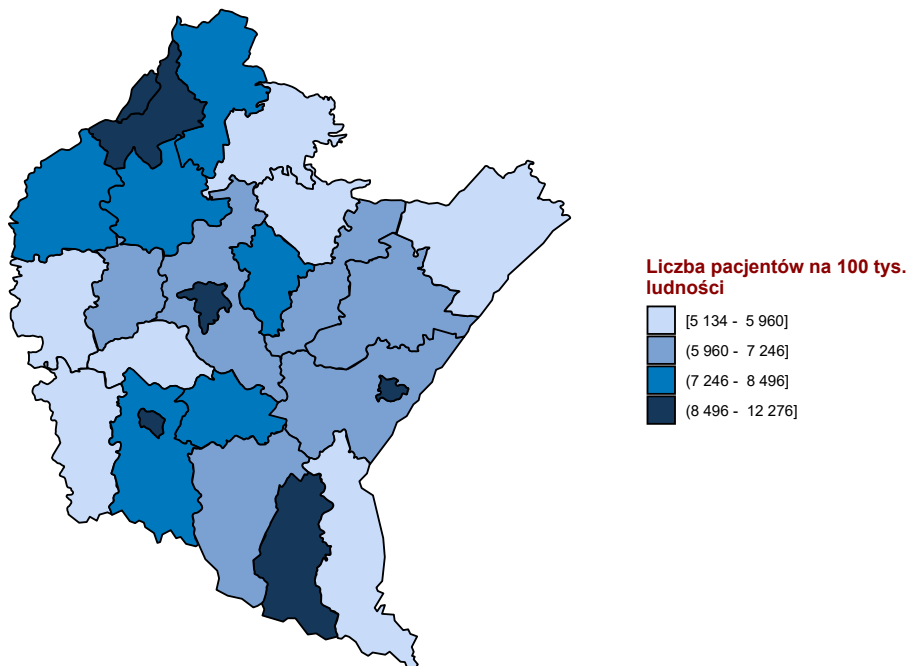 Liczba pacjentów na 100 tys.
ludności
[5 134 - 5 960]
(5 960 - 7 246]
(7 246 - 8 496]
(8 496 - 12 276]